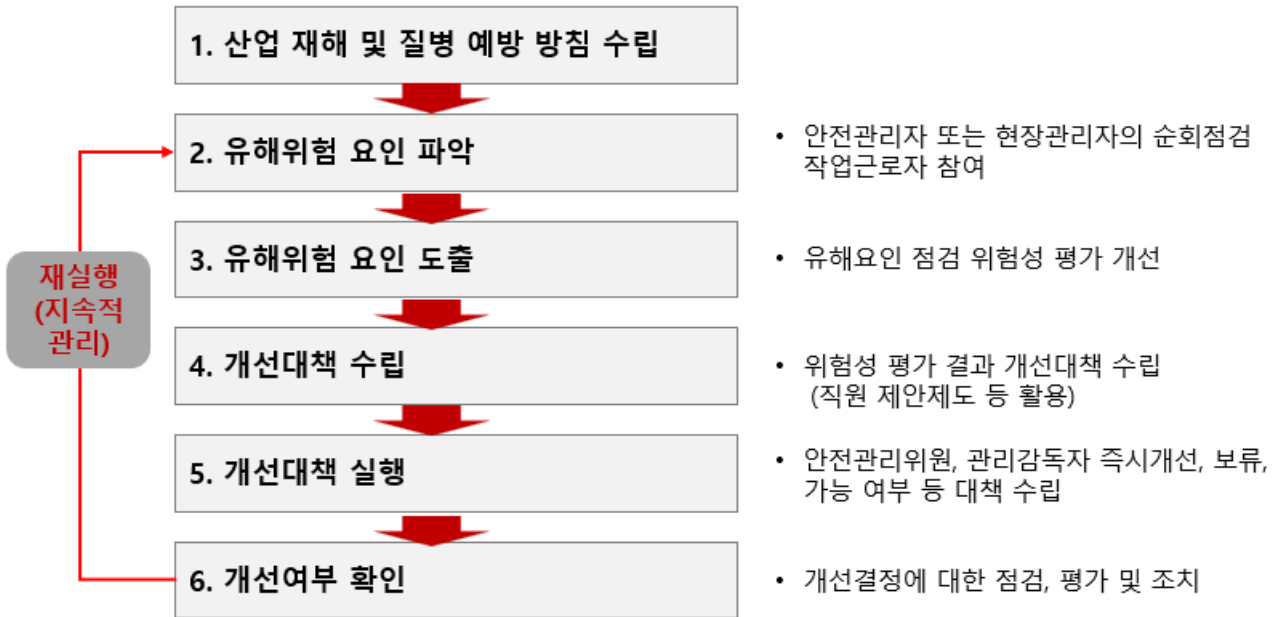 1. 산업 재해 및 질병 예방 방침 수립
2. 유해위험 요인 파악
• 안전관리자 또는 현장관리자의 순회점검
작업근로자 참여
3. 유해위험 요인 도출
• 유해요인 점검 위험성 평가 개선
재실행
(지속적
관리)
4. 개선대책 수립
• 위험성 평가 결과 개선대책 수립
(직원 제안제도 등 활용)
5. 개선대책 실행
• 안전관리위원, 관리감독자 즉시개선, 보류,
가능 여부 등 대책 수립
6. 개선여부 확인
• 개선결정에 대한 점검, 평가 및 조치